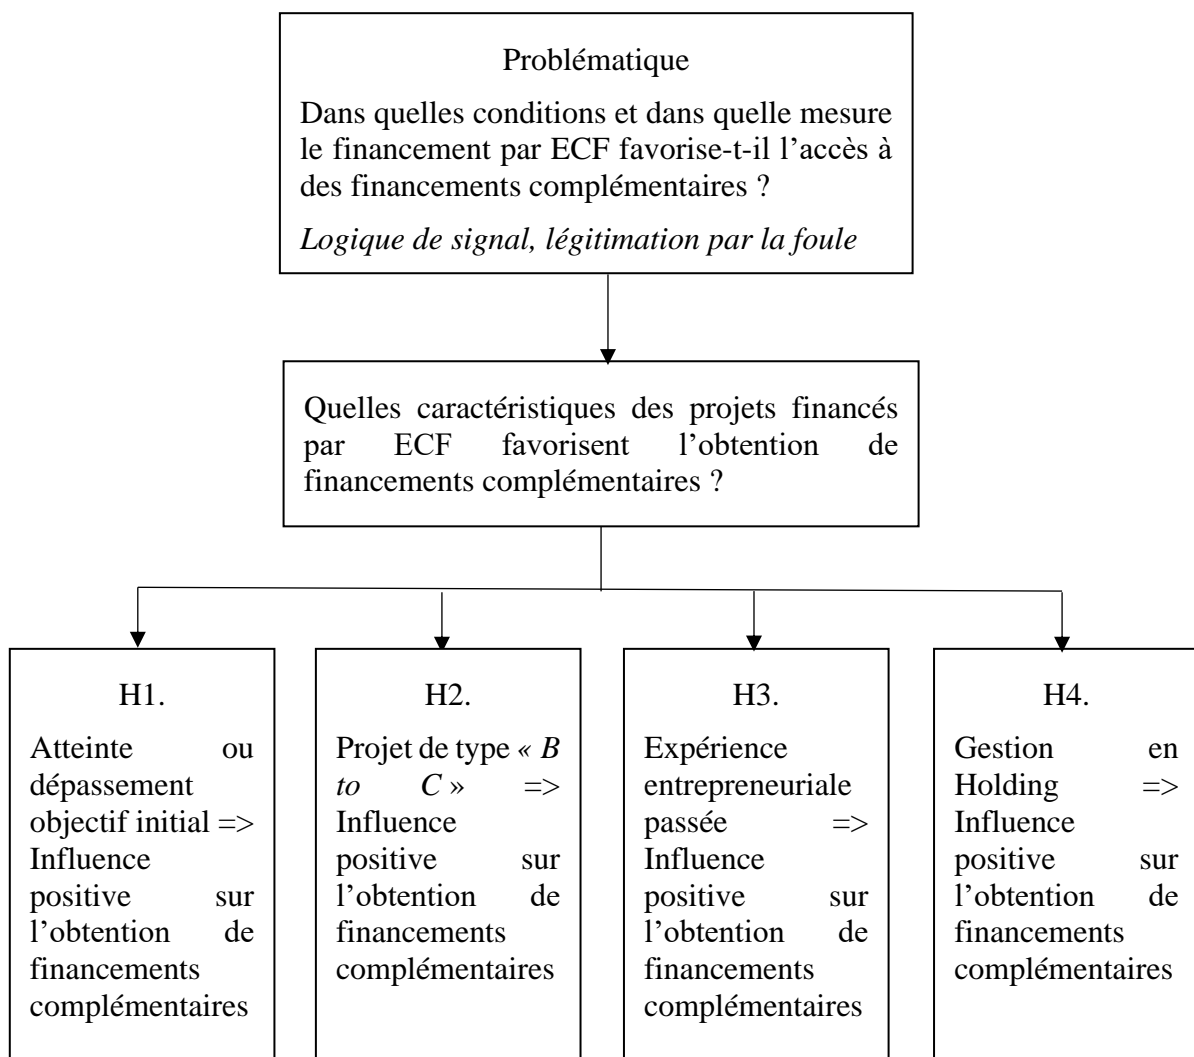 Problématique
Dans quelles conditions et dans quelle mesure
le financement par ECF favorise-t-il l’accès à
des financements complémentaires ?
Logique de signal, légitimation par la foule
Quelles caractéristiques des projets financés
par ECF favorisent l’obtention de
financements complémentaires ?
H1.
Atteinte ou
dépassement
objectif initial =>
Influence
positive sur
l’obtention de
financements
complémentaires
H2.
Projet de type « B
to C » =>
Influence
positive sur
l’obtention de
financements
complémentaires
H3.
Expérience
entrepreneuriale
passée =>
Influence
positive sur
l’obtention de
financements
complémentaires
H4.
Gestion en
Holding =>
Influence
positive sur
l’obtention de
financements
complémentaires